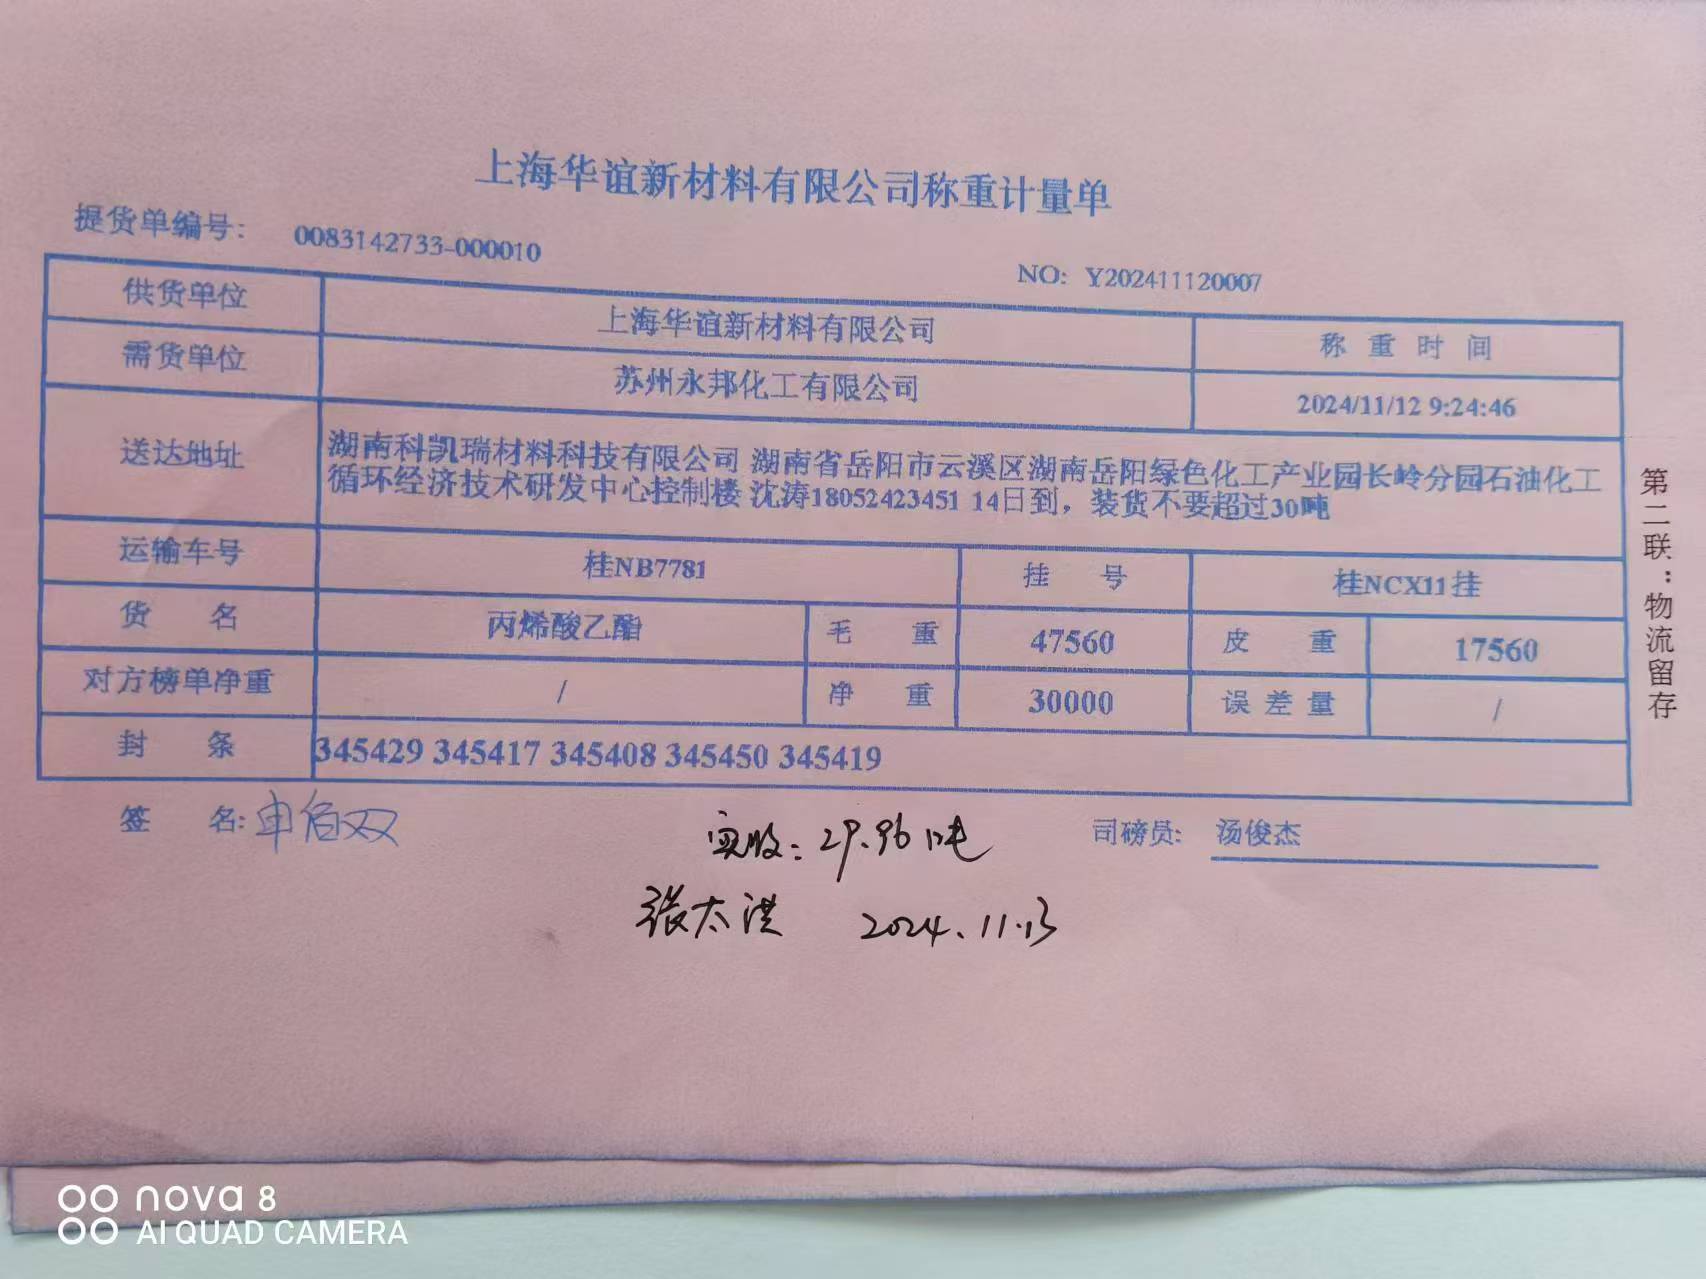 上海华谊新材料有限公司称重计量单
提货单编号: 0083142733-000010
NO: Y202411120007
供货单位 上海华谊新材料有限公司 称重时间
需货单位 苏州永邦化工有限公司 2024/11/12 9:24:46
送达地址 湖南科凯瑞材料科技有限公司 湖南省岳阳市云溪区湖南岳阳绿色化工产业园长岭分园石油化工
循环经济技术研发中心控制楼 沈涛18052423451 14日到，装货不要超过30吨
运输车号 桂NB7781 挂号 桂NCX11挂
货名 丙烯酸乙酯 毛重 47560 皮重 17560
对方榜单净重 / 净重 30000 误差量 /
封条 345429 345417 345408 345450 345419
签名: 申佰双 司磅员: 汤俊杰
实收: 29.96吨
张太洪 2024.11.13
第二联：物流留存
nova 8
AI QUAD CAMERA